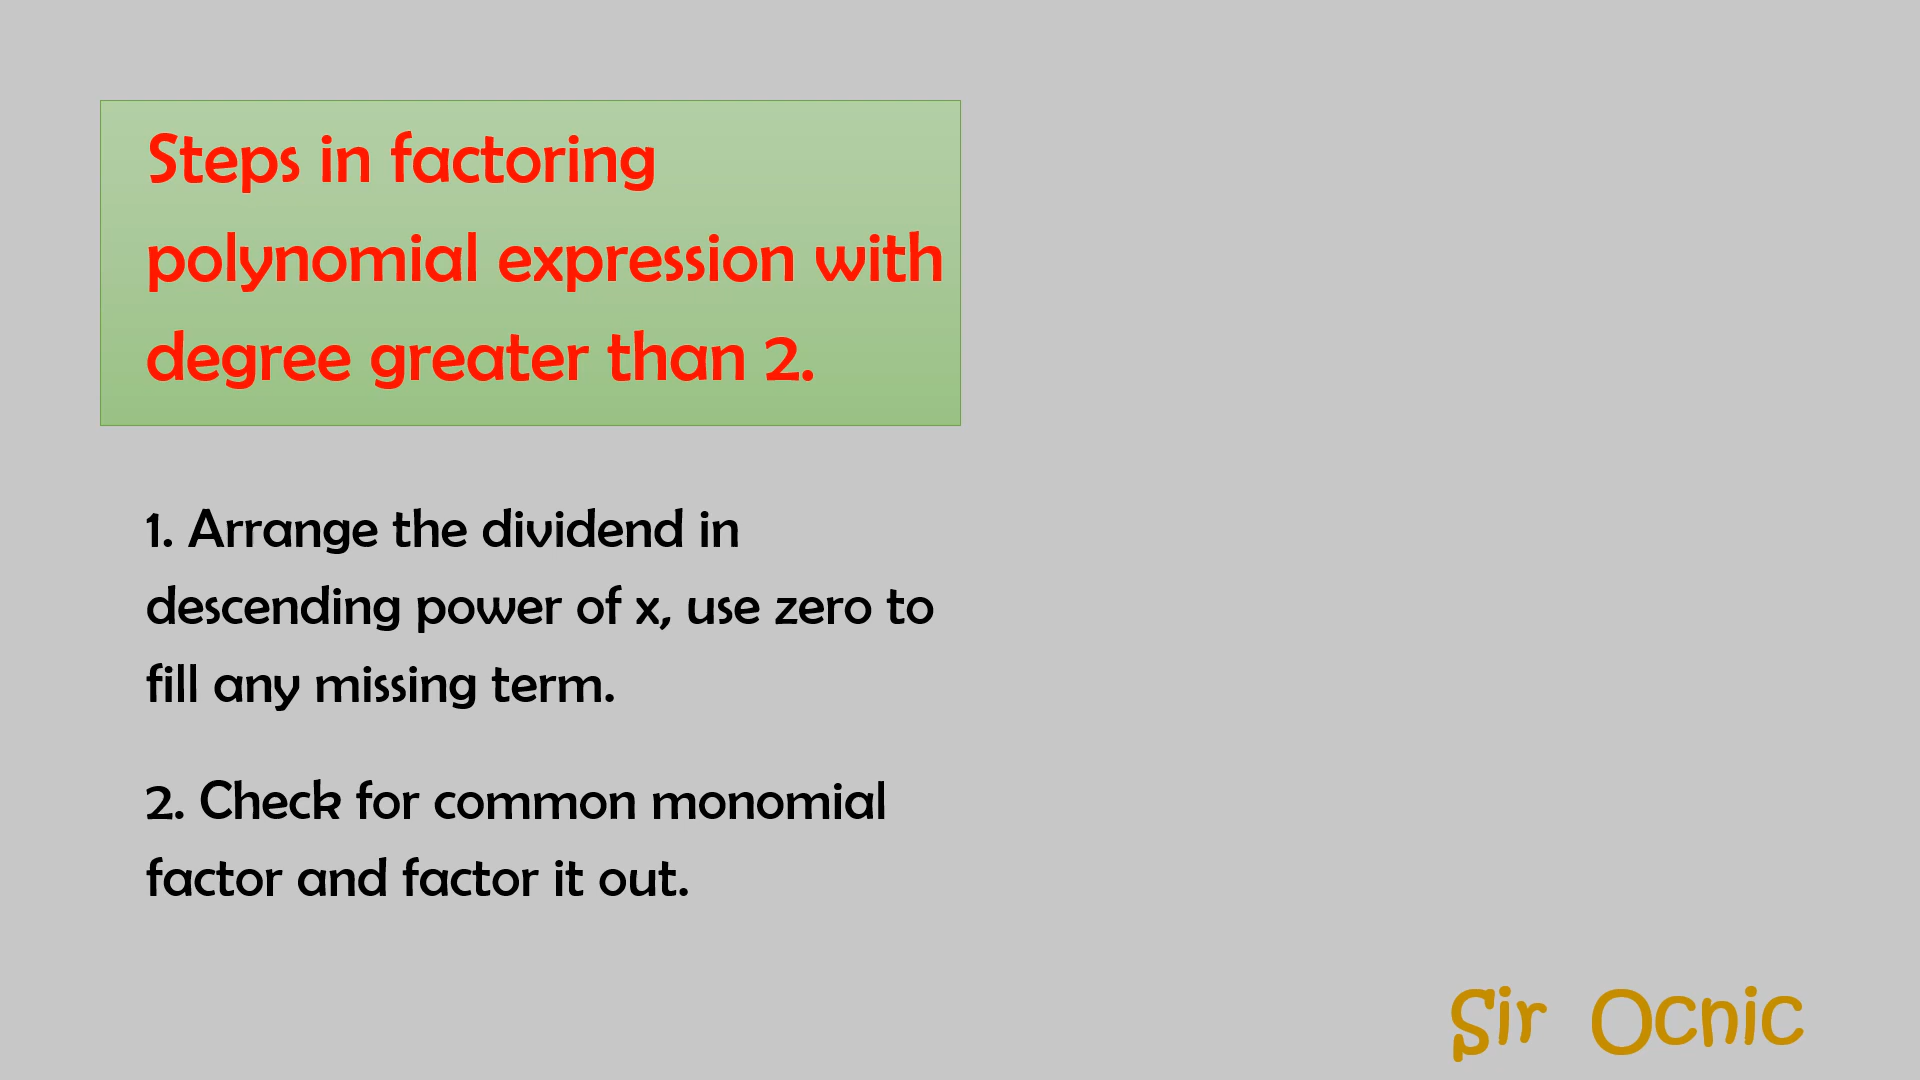 Steps in factoring
polynomial expression with
degree greater than 2.
1. Arrange the dividend in
descending power of x, use zero to
fill any missing term.
2. Check for common monomial
factor and factor it out.
Sir Ocnic